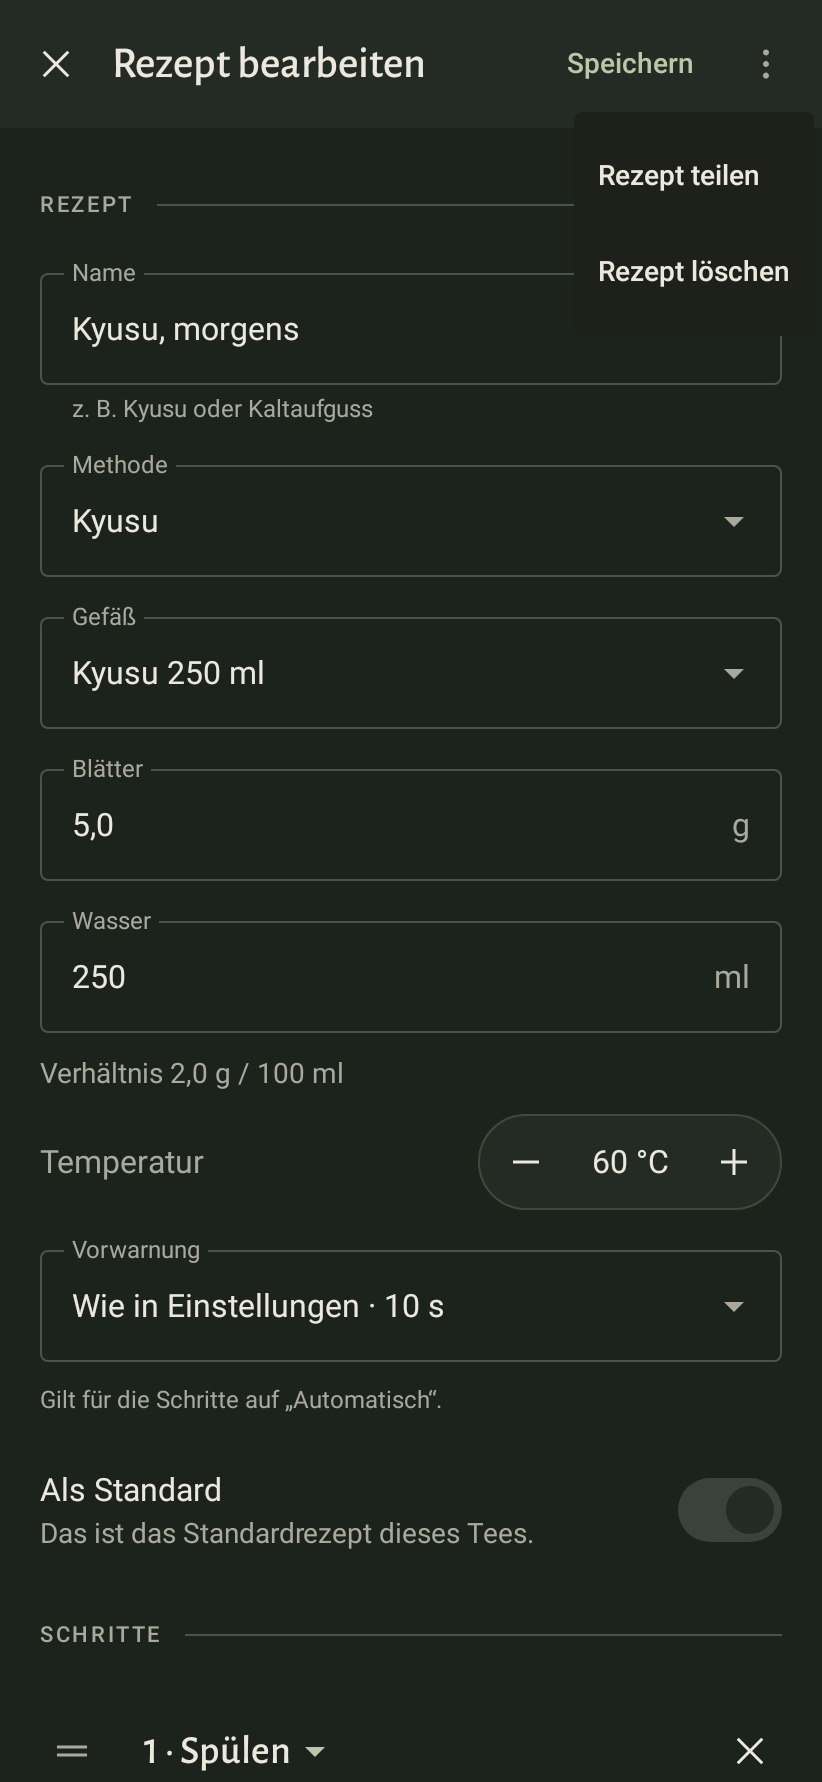 Rezept bearbeiten
Speichern
Rezept teilen
Rezept löschen
REZEPT
Name
Kyusu, morgens
z. B. Kyusu oder Kaltaufguss
Methode
Kyusu
Gefäß
Kyusu 250 ml
Blätter
5,0 g
Wasser
250 ml
Verhältnis 2,0 g / 100 ml
Temperatur
60 °C
Vorwarnung
Wie in Einstellungen · 10 s
Gilt für die Schritte auf „Automatisch“.
Als Standard
Das ist das Standardrezept dieses Tees.
SCHRITTE
1 · Spülen